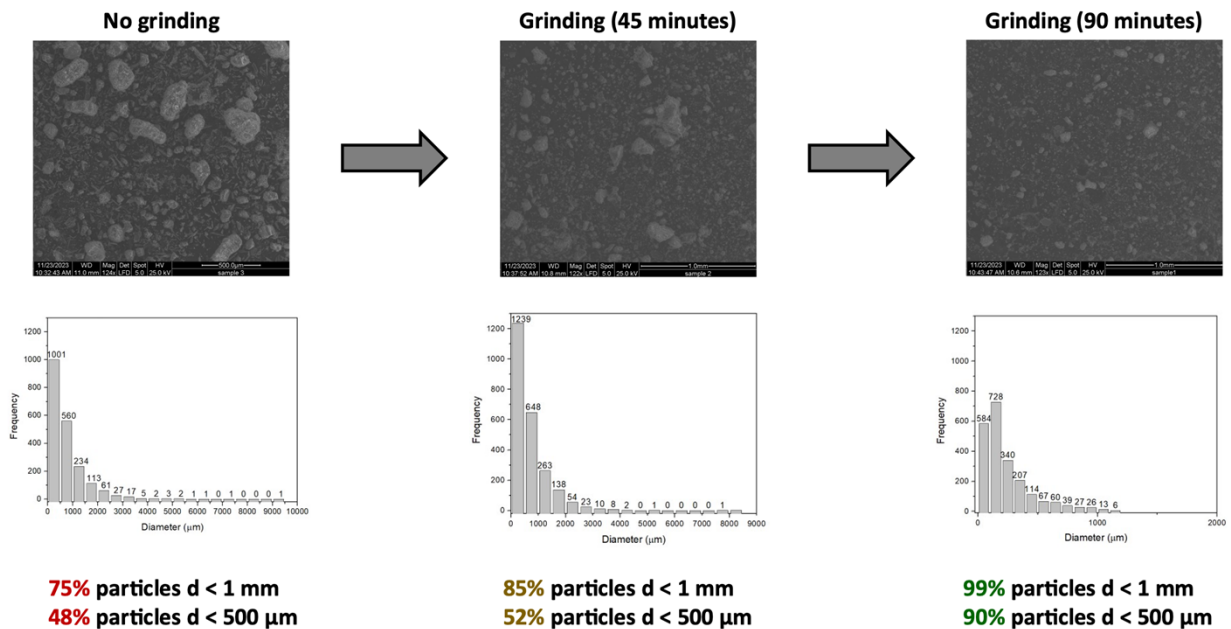 No grinding
Grinding (45 minutes)
Grinding (90 minutes)
11/23/2023 WD Mag Det Spot HV 500.0µm
10:32:43 AM 11.0 mm 124x LFD 5.0 25.0 kV sample 3
11/23/2023 WD Mag Det Spot HV 1.0mm
10:37:52 AM 10.8 mm 122x LFD 5.0 25.0 kV sample 2
11/23/2023 WD Mag Det Spot HV 1.0mm
10:43:47 AM 10.6 mm 123x LFD 5.0 25.0 kV sample1
Frequency
1200
1000
800
600
400
200
0
1001
560
234
113
61
27
17
5
2
3
2
1
1
0
1
0
0
0
1
0 1000 2000 3000 4000 5000 6000 7000 8000 9000 10000
Diameter (µm)
Frequency
1200
1000
800
600
400
200
0
1239
648
263
138
54
23
10
8
2
0
1
0
0
0
1
0 1000 2000 3000 4000 5000 6000 7000 8000 9000
Diameter (µm)
Frequency
1200
1000
800
600
400
200
0
584
728
340
207
114
67
60
39
27
26
13
6
0 1000 2000
Diameter (µm)
75% particles d < 1 mm
48% particles d < 500 µm
85% particles d < 1 mm
52% particles d < 500 µm
99% particles d < 1 mm
90% particles d < 500 µm